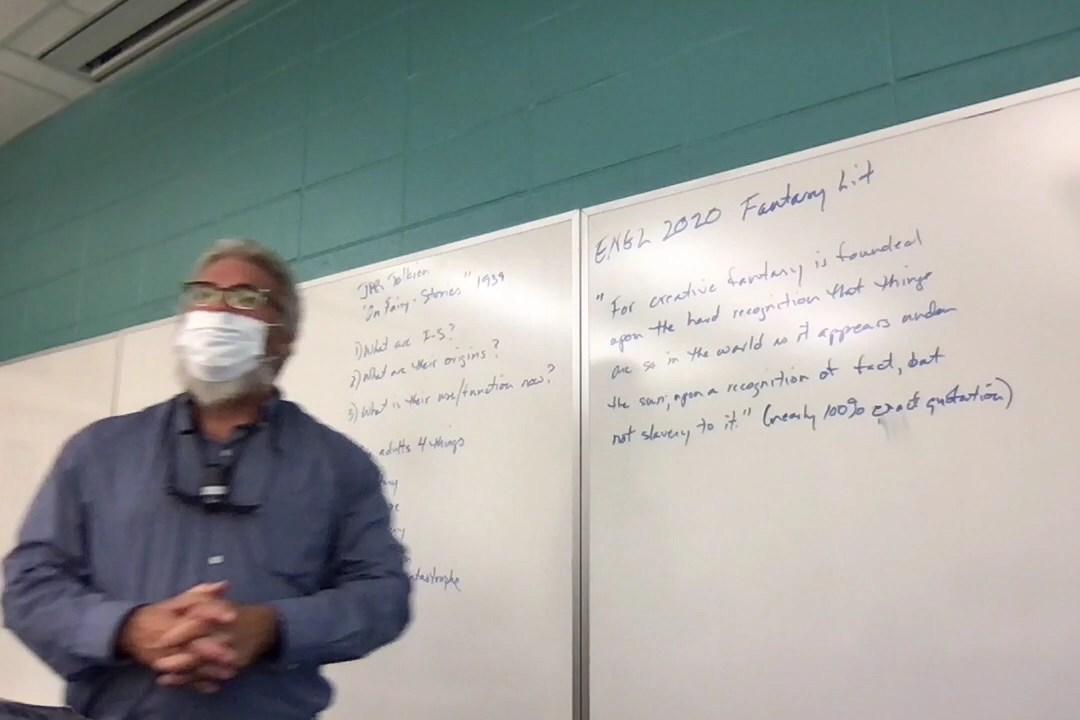 JRR Tolkien
"On Fairy-Stories" 1939
1) What are F-S?
2) What are their origins?
3) What is their use/function now?
adults 4 things
atastrophe
ENGL 2020 Fantasy Lit
"For creative fantasy is founded
upon the hard recognition that things
are so in the world as it appears under
the sun; upon a recognition of fact, but
not slavery to it." (nearly 100% exact quotation)